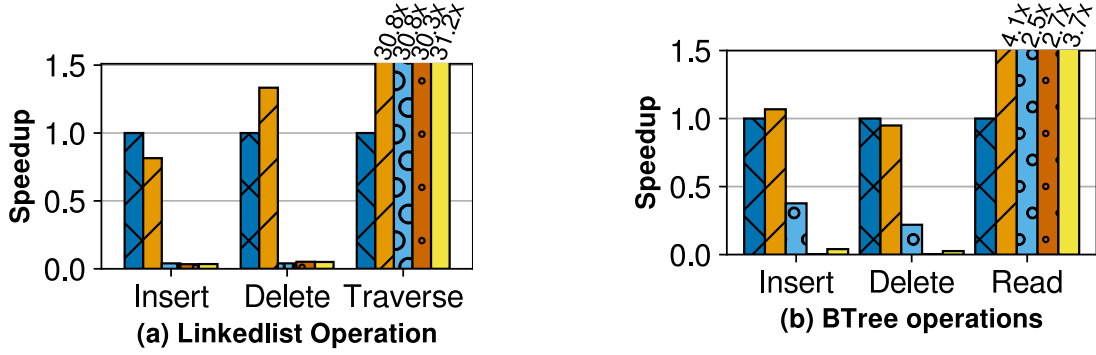 30.8x
30.8x
30.3x
31.2x
1.5
1.0
0.5
0.0
Speedup
Insert Delete Traverse
(a) Linkedlist Operation
4.1x
2.5x
2.7x
3.7x
1.5
1.0
0.5
0.0
Speedup
Insert Delete Read
(b) BTree operations